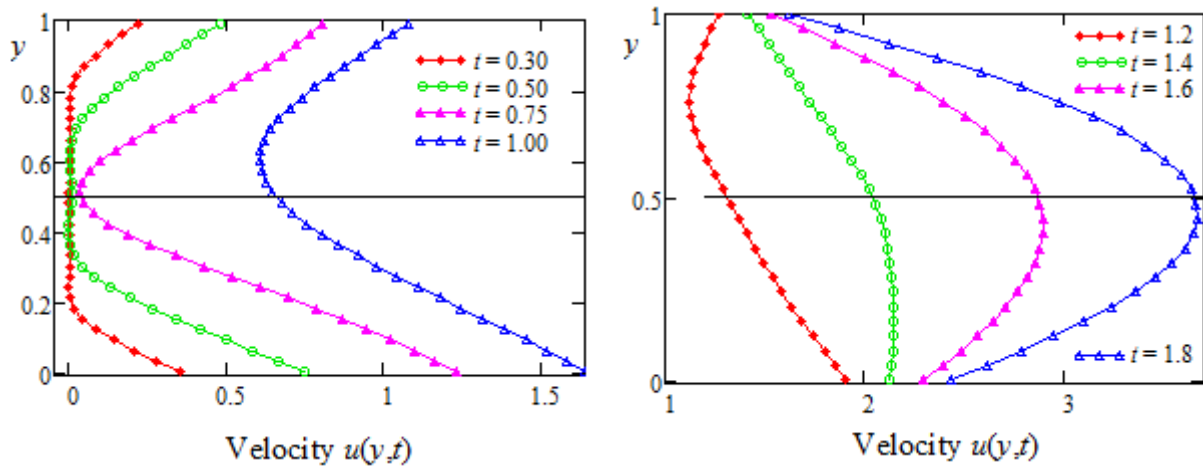 y
1
0.8
0.6
0.4
0.2
0
t = 0.30
t = 0.50
t = 0.75
t = 1.00
0
0.5
1.0
1.5
Velocity u(y,t)
y
1
0.5
0
t = 1.2
t = 1.4
t = 1.6
t = 1.8
1
2
3
Velocity u(y,t)